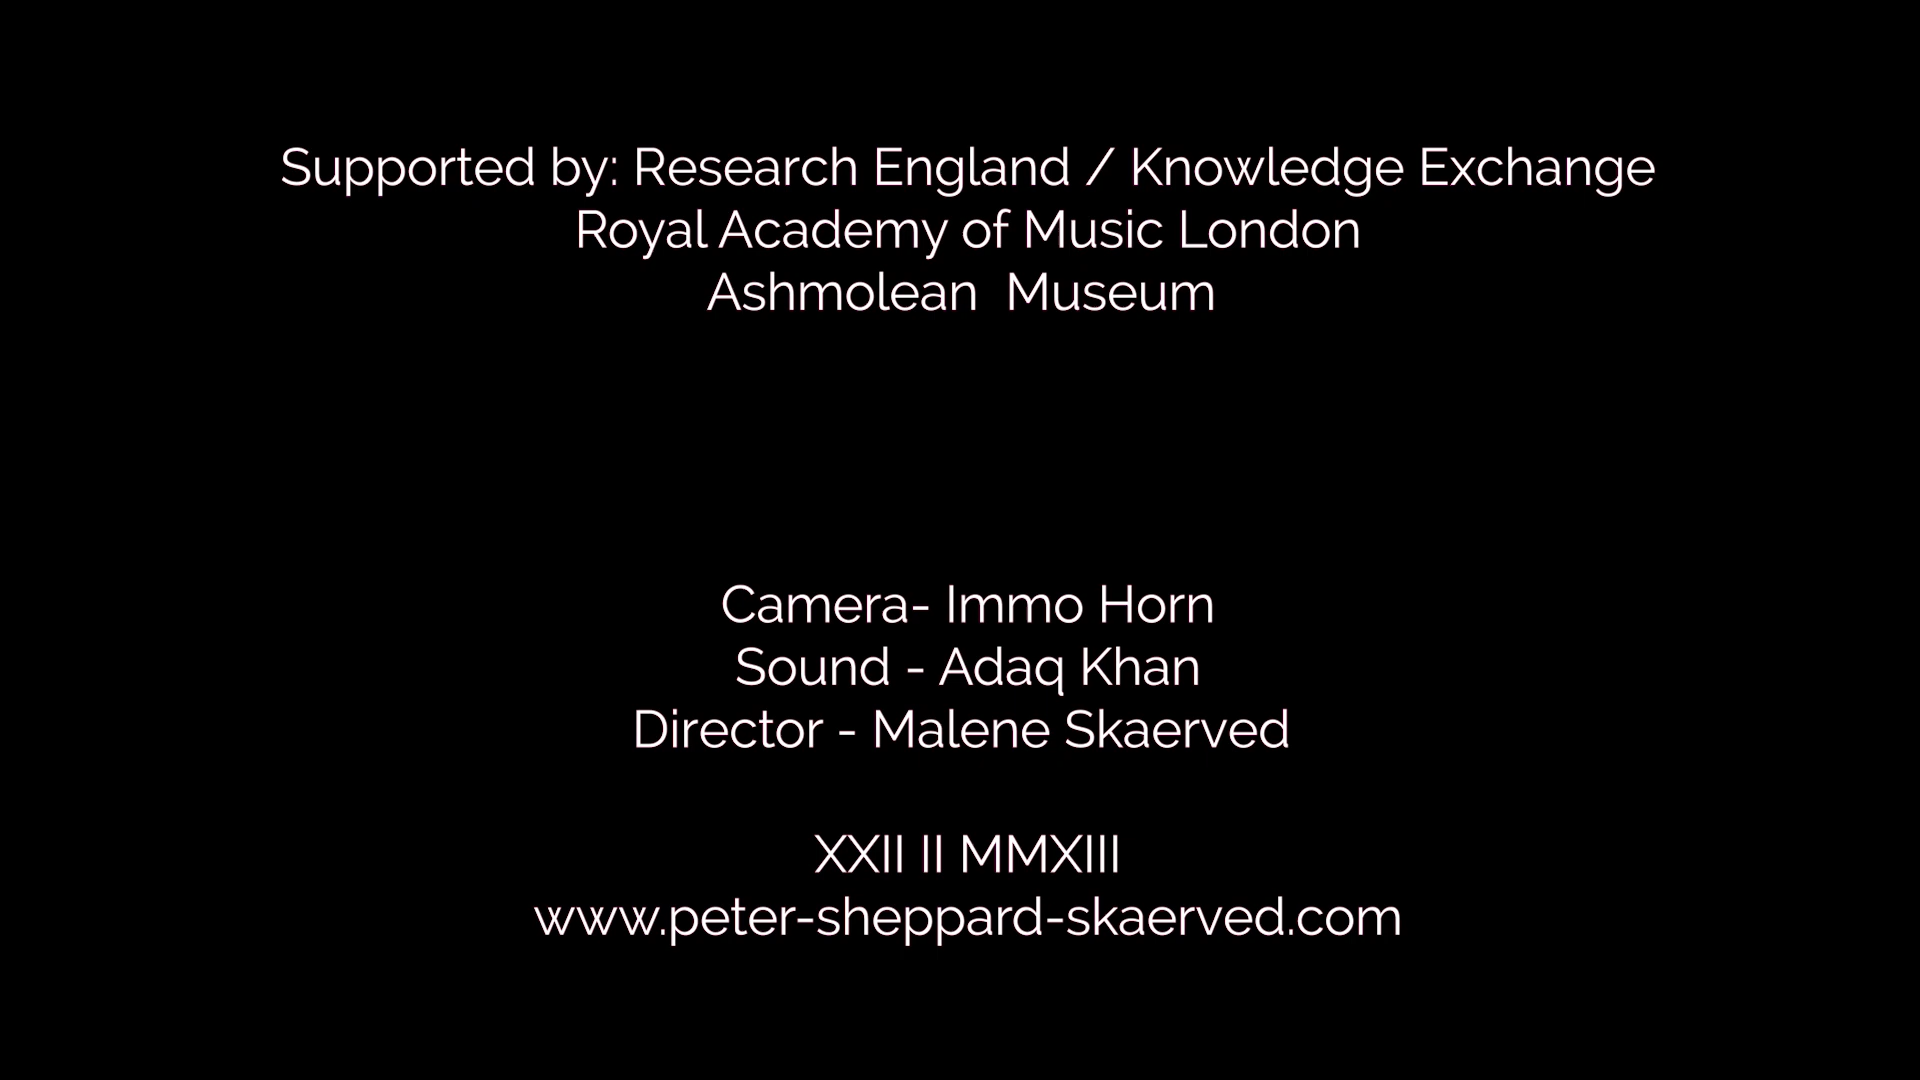 Supported by: Research England / Knowledge Exchange
Royal Academy of Music London
Ashmolean  Museum
Camera- Immo Horn
Sound - Adaq Khan
Director - Malene Skaerved
XXII II MMXIII
www.peter-sheppard-skaerved.com